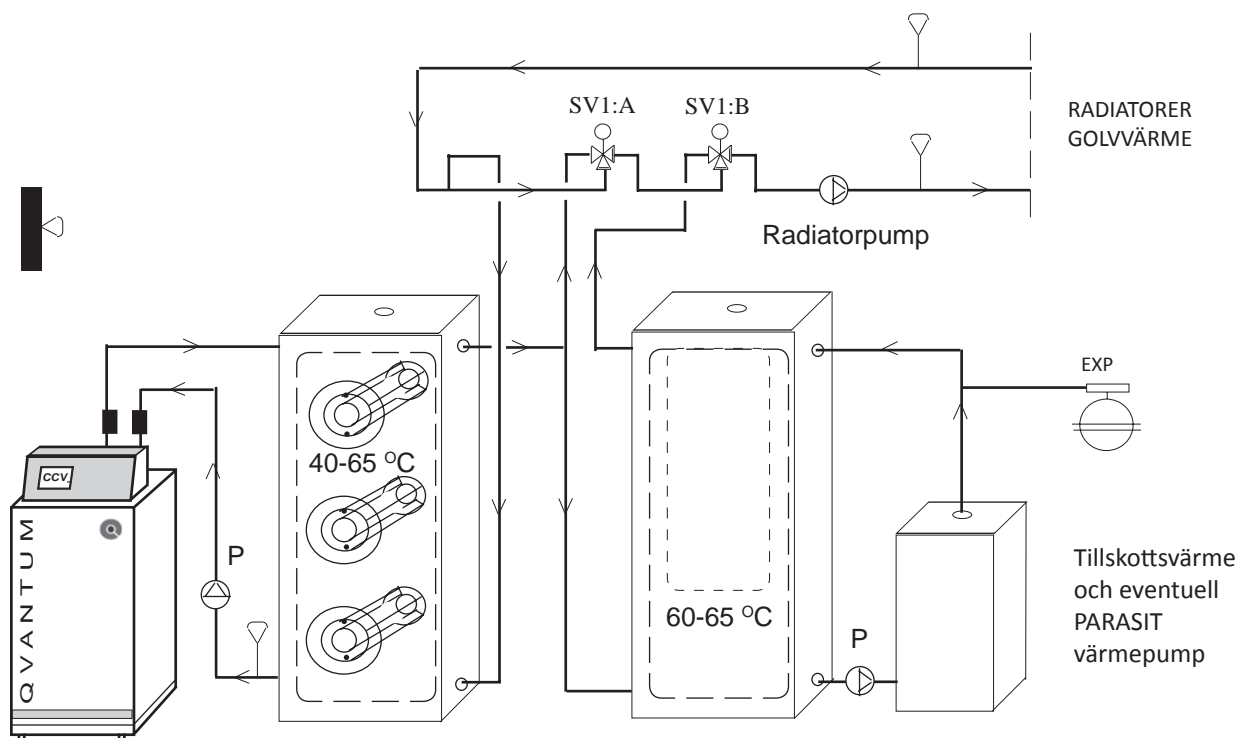 SV1:A
SV1:B
RADIATORER
GOLVVÄRME
Radiatorpump
EXP
40-65 °C
CCV
QVANTUM
P
60-65 °C
P
Tillskottsvärme
och eventuell
PARASIT
värmepump